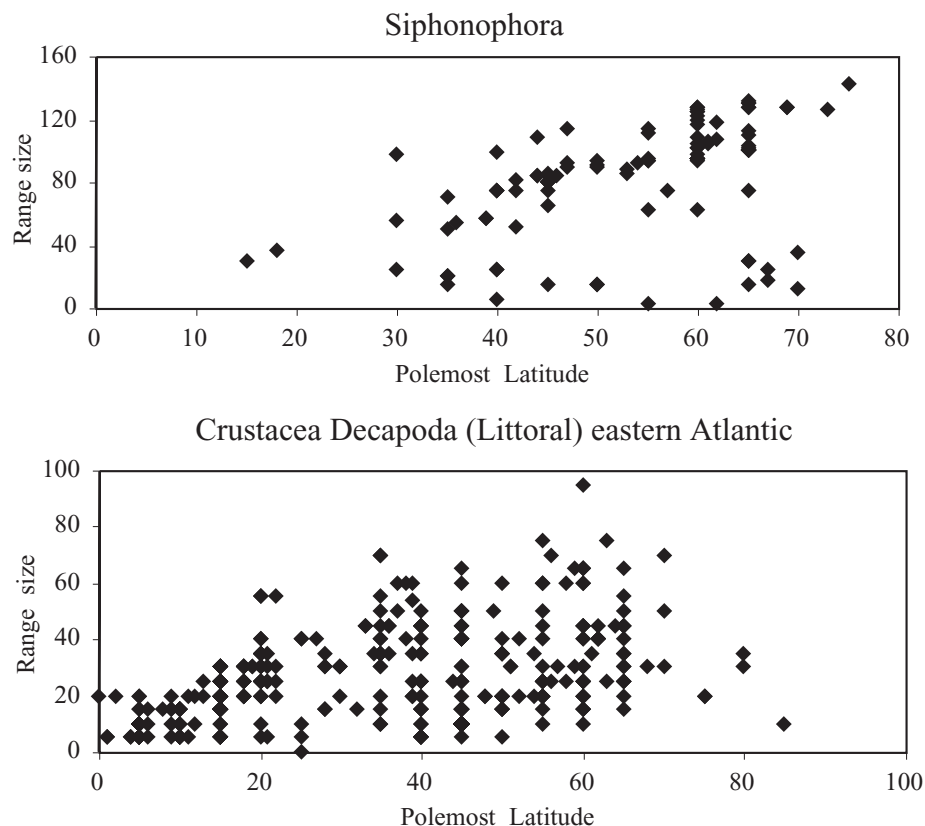 Siphonophora
160
120
80
40
0
Range size
0 10 20 30 40 50 60 70 80
Polemost Latitude
Crustacea Decapoda (Littoral) eastern Atlantic
100
80
60
40
20
0
Range size
0 20 40 60 80 100
Polemost Latitude